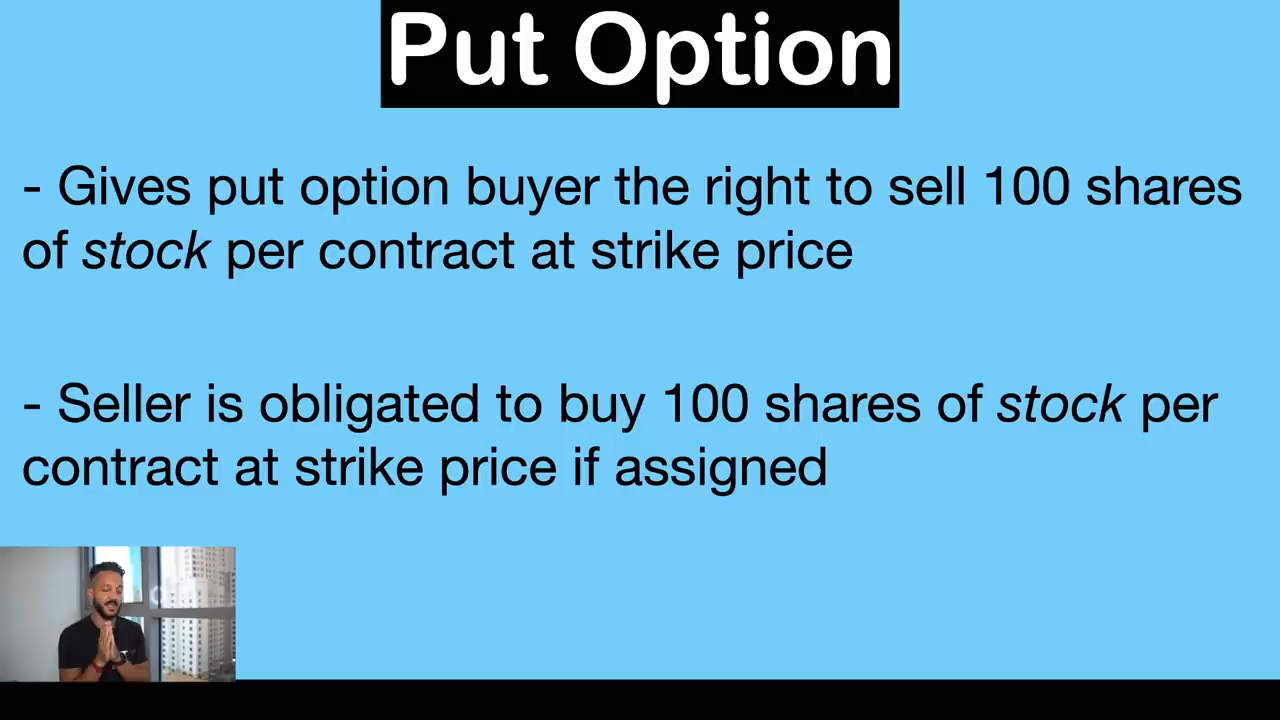 Put Option
- Gives put option buyer the right to sell 100 shares
of stock per contract at strike price
- Seller is obligated to buy 100 shares of stock per
contract at strike price if assigned